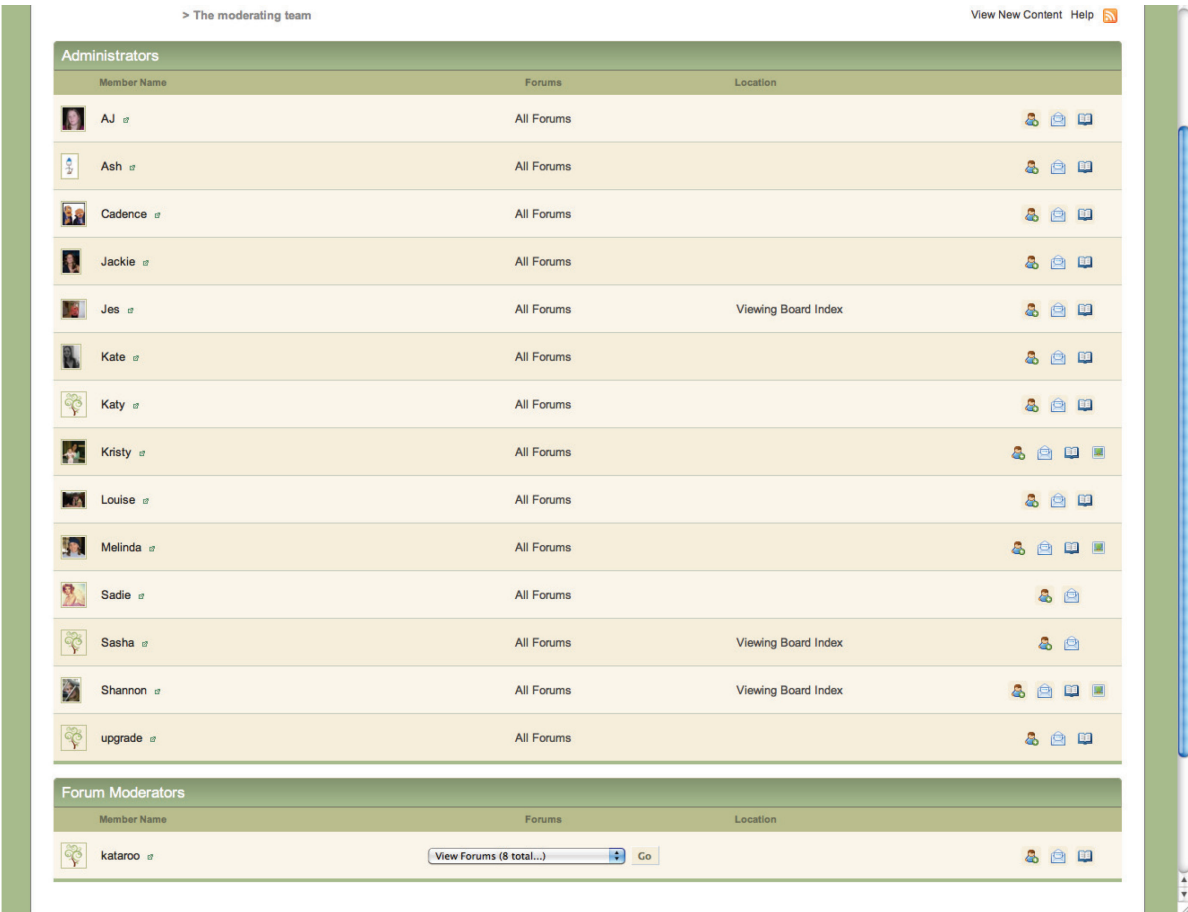 > The moderating team View New Content Help
Administrators
Member Name Forums Location
AJ All Forums
Ash All Forums
Cadence All Forums
Jackie All Forums
Jes All Forums Viewing Board Index
Kate All Forums
Katy All Forums
Kristy All Forums
Louise All Forums
Melinda All Forums
Sadie All Forums
Sasha All Forums Viewing Board Index
Shannon All Forums Viewing Board Index
upgrade All Forums
Forum Moderators
Member Name Forums Location
kataroo View Forums (8 total...) Go